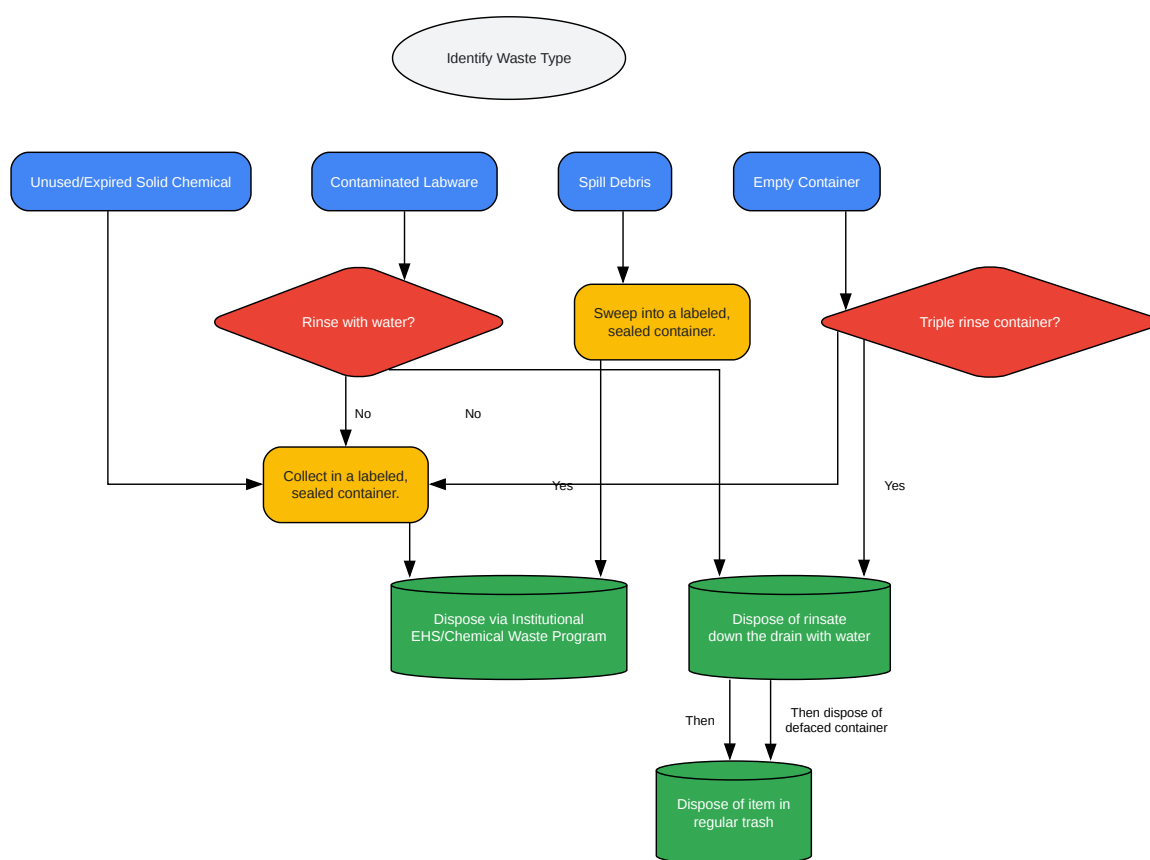 Identify Waste Type
Unused/Expired Solid Chemical
Contaminated Labware
Spill Debris
Empty Container
Rinse with water?
Sweep into a labeled,
sealed container.
Triple rinse container?
No
No
Collect in a labeled,
sealed container.
Yes
Yes
Dispose via Institutional
EHS/Chemical Waste Program
Dispose of rinsate
down the drain with water
Then
Then dispose of
defaced container
Dispose of item in
regular trash